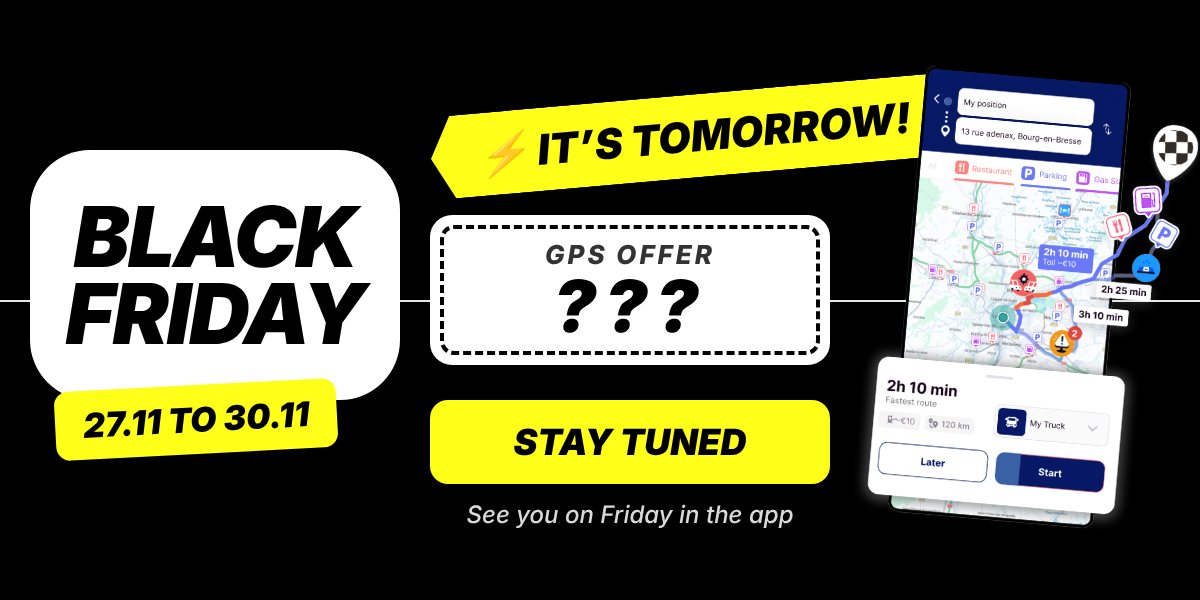 BLACK
FRIDAY
27.11 TO 30.11
⚡ IT'S TOMORROW!
GPS OFFER
???
STAY TUNED
See you on Friday in the app
My position
13 rue adenax, Bourg-en-Bresse
All
Restaurant
Parking
Gas St
2h 10 min
Toll ~€10
2h 25 min
3h 10 min
2
2h 10 min
Fastest route
~€10
120 km
My Truck
Later
Start